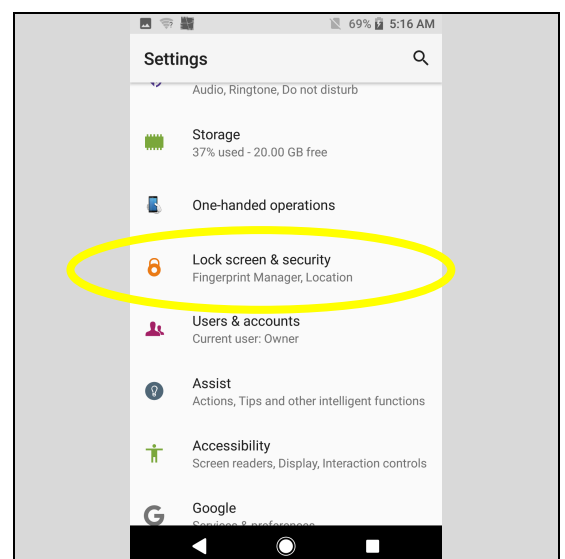 69% 5:16 AM
Settings
Audio, Ringtone, Do not disturb
Storage
37% used - 20.00 GB free
One-handed operations
Lock screen & security
Fingerprint Manager, Location
Users & accounts
Current user: Owner
Assist
Actions, Tips and other intelligent functions
Accessibility
Screen readers, Display, Interaction controls
Google
Services & preferences